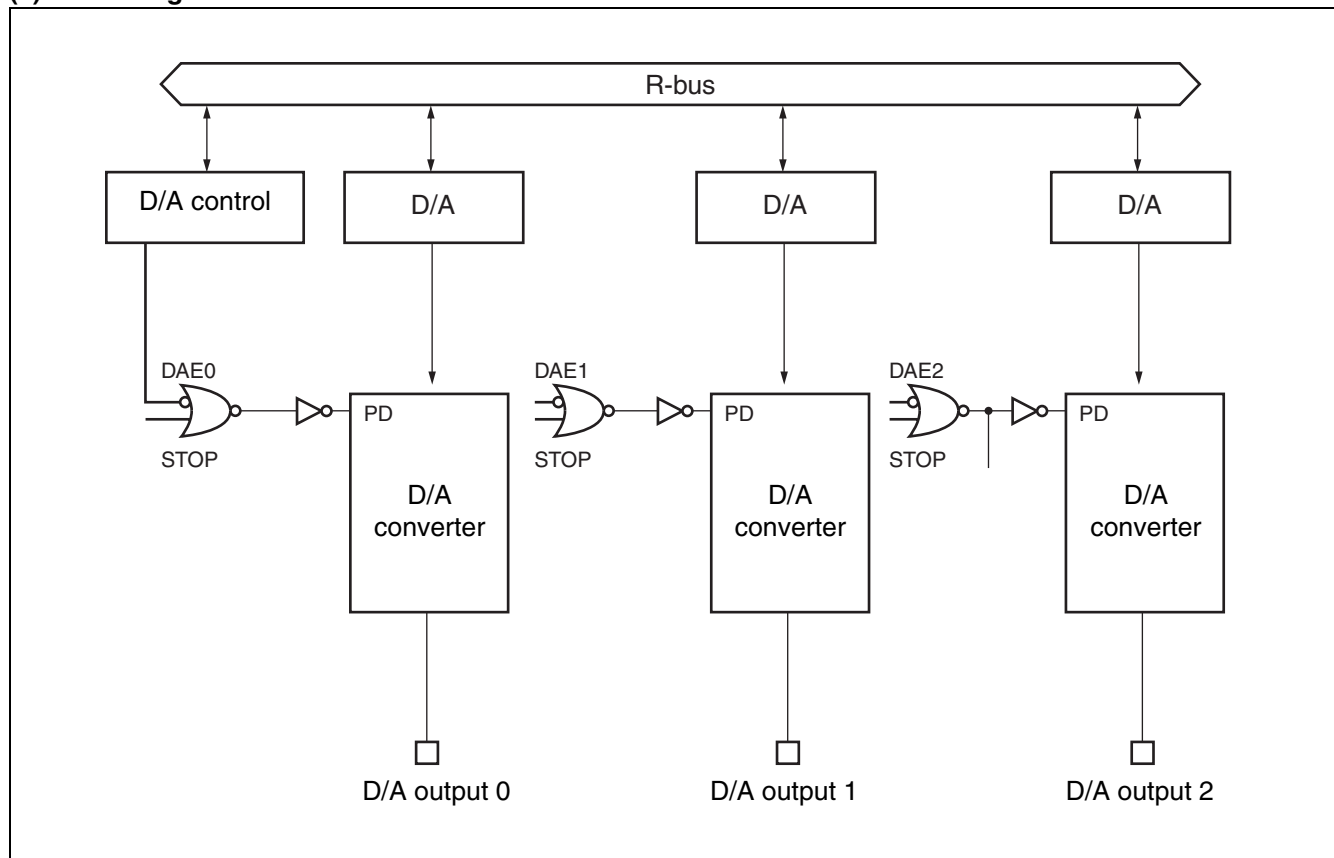 R-bus
D/A control
D/A
D/A
D/A
DAE0
STOP
PD
D/A
converter
DAE1
STOP
PD
D/A
converter
DAE2
STOP
PD
D/A
converter
D/A output 0
D/A output 1
D/A output 2